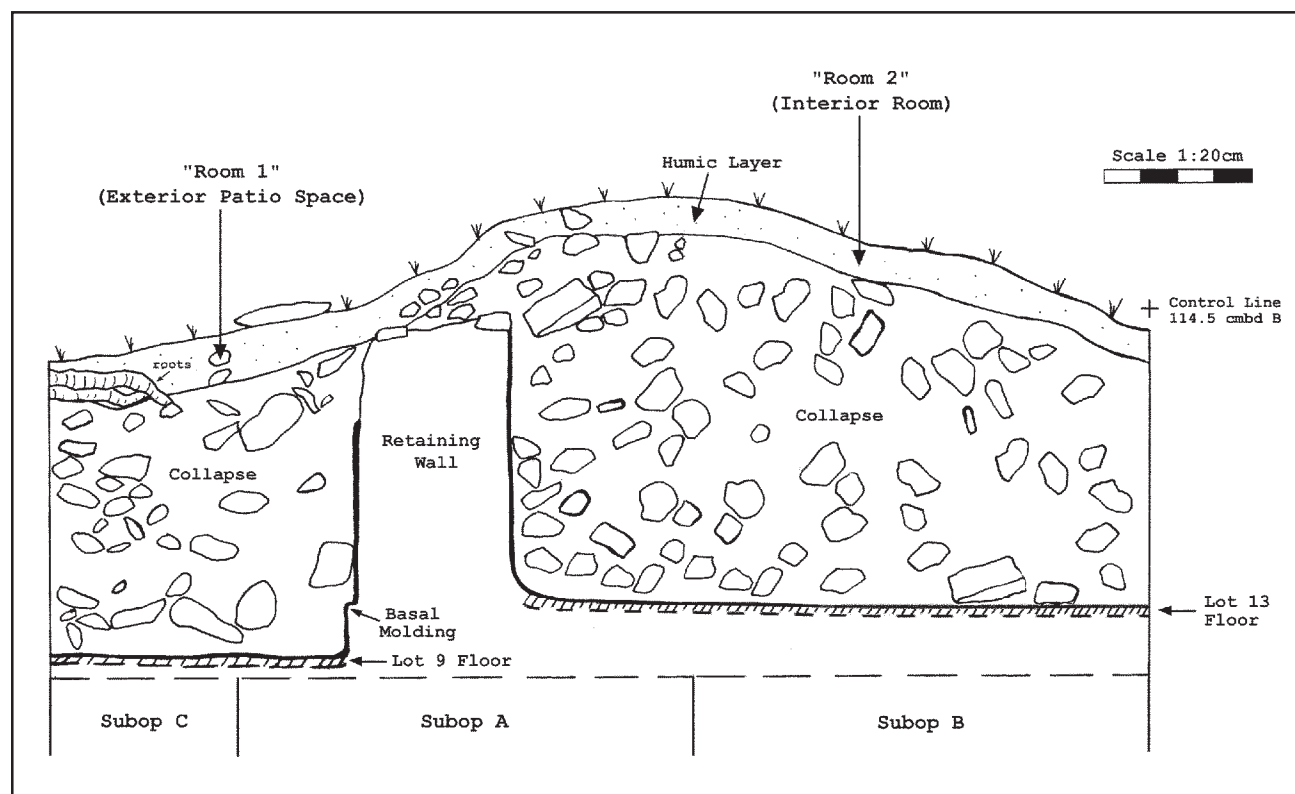 "Room 2"
(Interior Room)
Humic Layer
Scale 1:20cm
"Room 1"
(Exterior Patio Space)
Control Line
114.5 cmbd B
roots
Retaining
Wall
Collapse
Collapse
Basal
Molding
Lot 13
Floor
Lot 9 Floor
Subop C
Subop A
Subop B